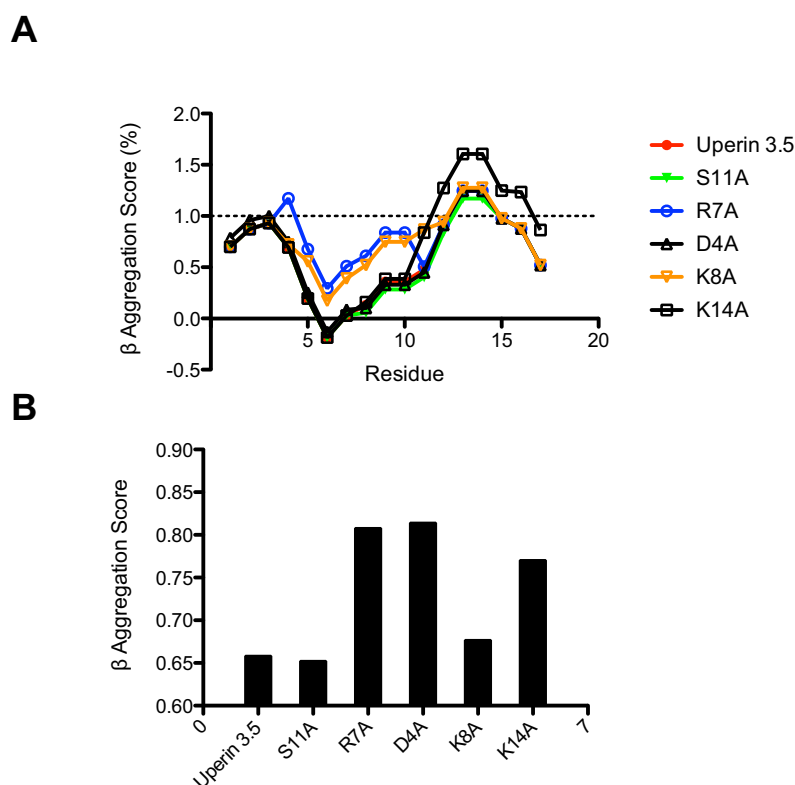 A
β Aggregation Score (%)
2.0
1.5
1.0
0.5
0.0
-0.5
5
10
15
20
Residue
Uperin 3.5
S11A
R7A
D4A
K8A
K14A
B
β Aggregation Score
0.90
0.85
0.80
0.75
0.70
0.65
0.60
0
Uperin 3.5
S11A
R7A
D4A
K8A
K14A
7